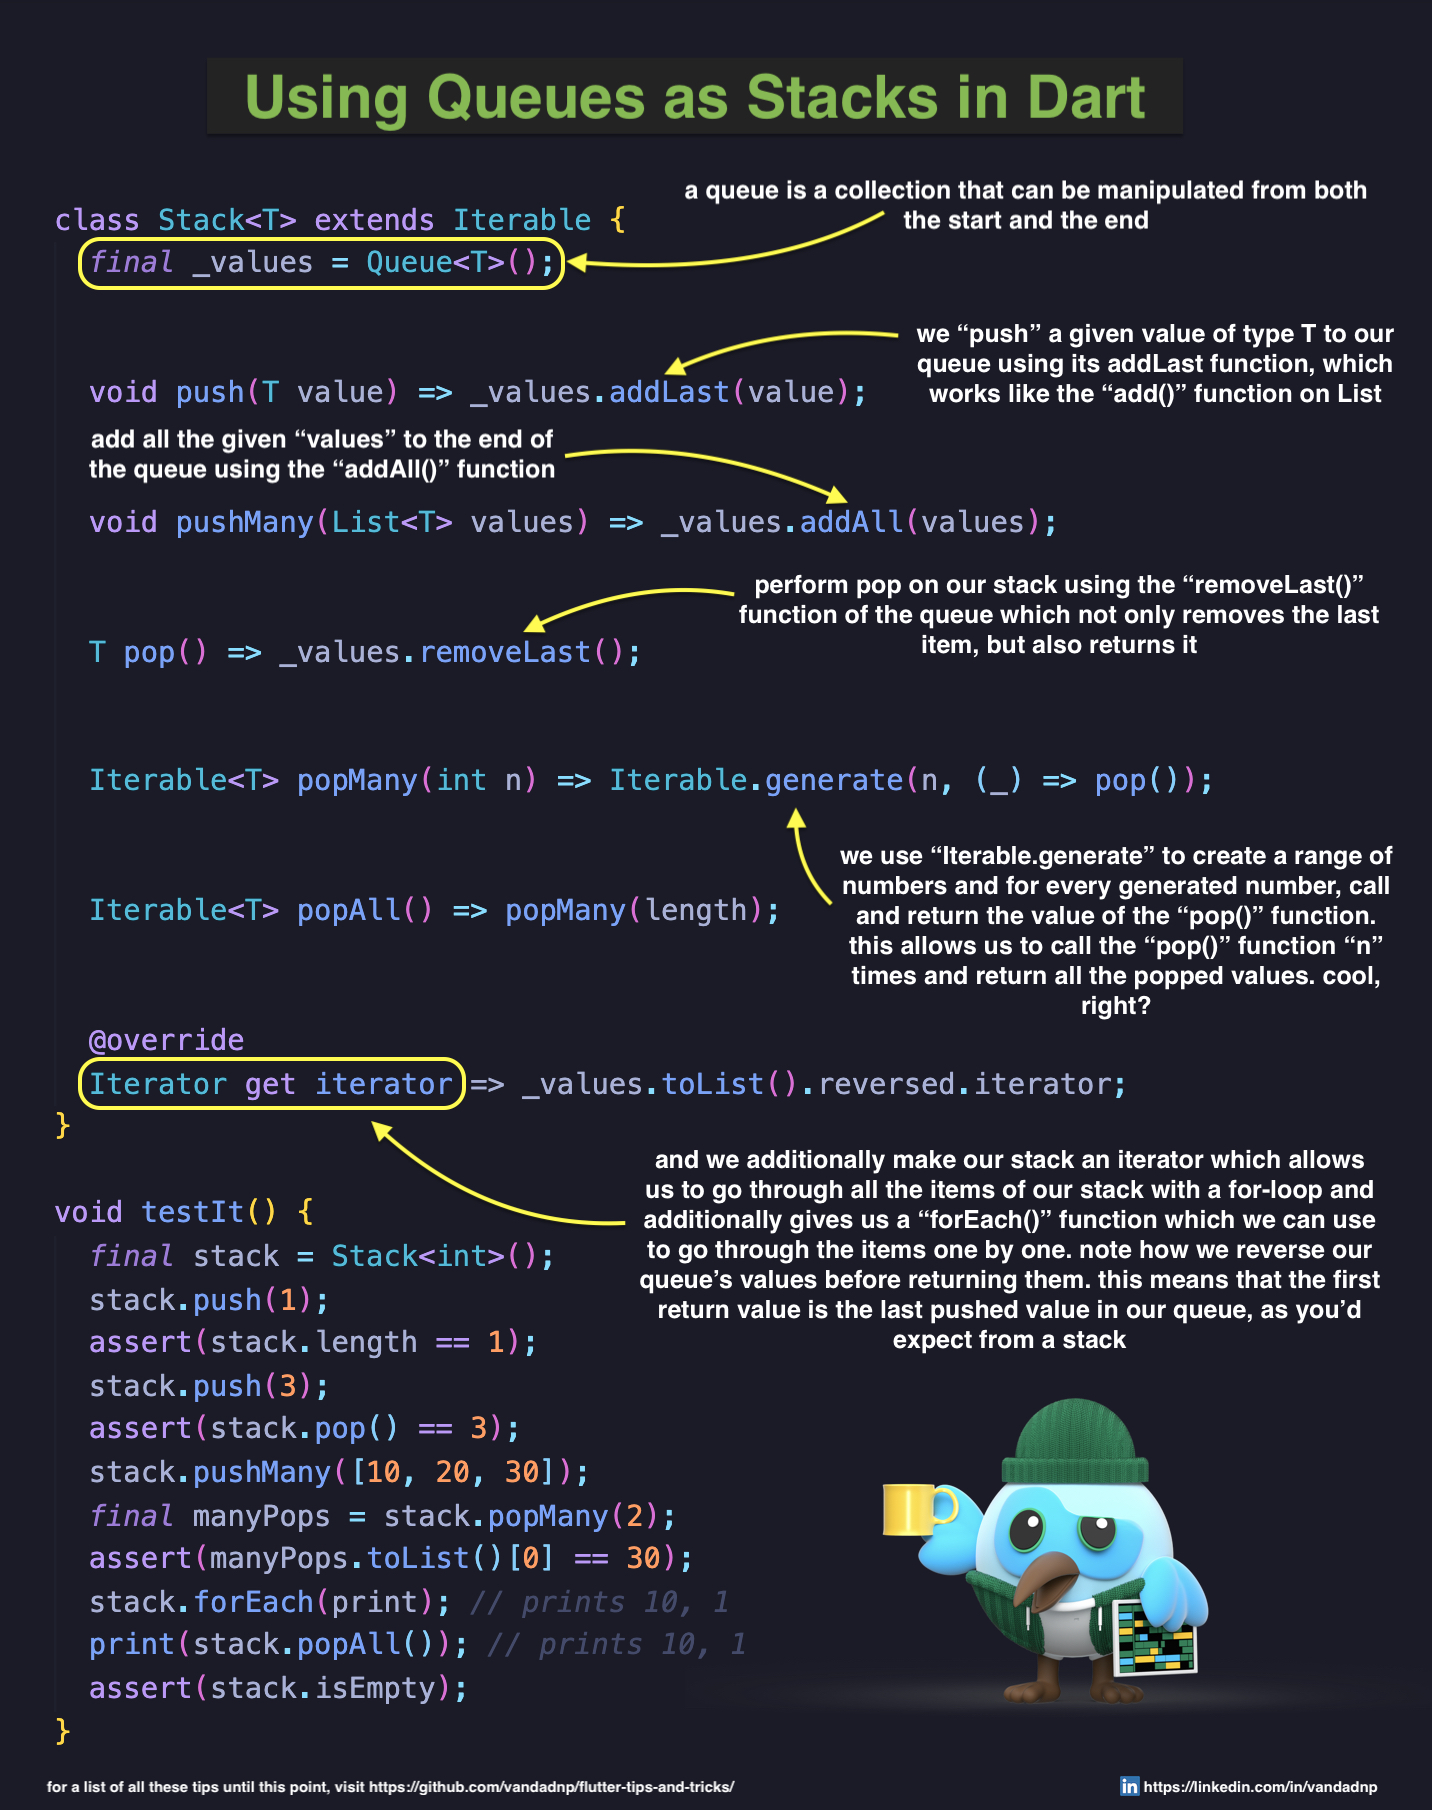 Using Queues as Stacks in Dart
a queue is a collection that can be manipulated from both
the start and the end
class Stack<T> extends Iterable {
final _values = Queue<T>();
we “push” a given value of type T to our
queue using its addLast function, which
works like the “add()” function on List
void push(T value) => _values.addLast(value);
add all the given “values” to the end of
the queue using the “addAll()” function
void pushMany(List<T> values) => _values.addAll(values);
perform pop on our stack using the “removeLast()”
function of the queue which not only removes the last
item, but also returns it
T pop() => _values.removeLast();
Iterable<T> popMany(int n) => Iterable.generate(n, (_) => pop());
we use “Iterable.generate” to create a range of
numbers and for every generated number, call
and return the value of the “pop()” function.
this allows us to call the “pop()” function “n”
times and return all the popped values. cool,
right?
Iterable<T> popAll() => popMany(length);
@override
Iterator get iterator => _values.toList().reversed.iterator;
}
and we additionally make our stack an iterator which allows
us to go through all the items of our stack with a for-loop and
additionally gives us a “forEach()” function which we can use
to go through the items one by one. note how we reverse our
queue’s values before returning them. this means that the first
return value is the last pushed value in our queue, as you’d
expect from a stack
void testIt() {
final stack = Stack<int>();
stack.push(1);
assert(stack.length == 1);
stack.push(3);
assert(stack.pop() == 3);
stack.pushMany([10, 20, 30]);
final manyPops = stack.popMany(2);
assert(manyPops.toList()[0] == 30);
stack.forEach(print); // prints 10, 1
print(stack.popAll()); // prints 10, 1
assert(stack.isEmpty);
}
for a list of all these tips until this point, visit https://github.com/vandadnp/flutter-tips-and-tricks/
in https://linkedin.com/in/vandadnp